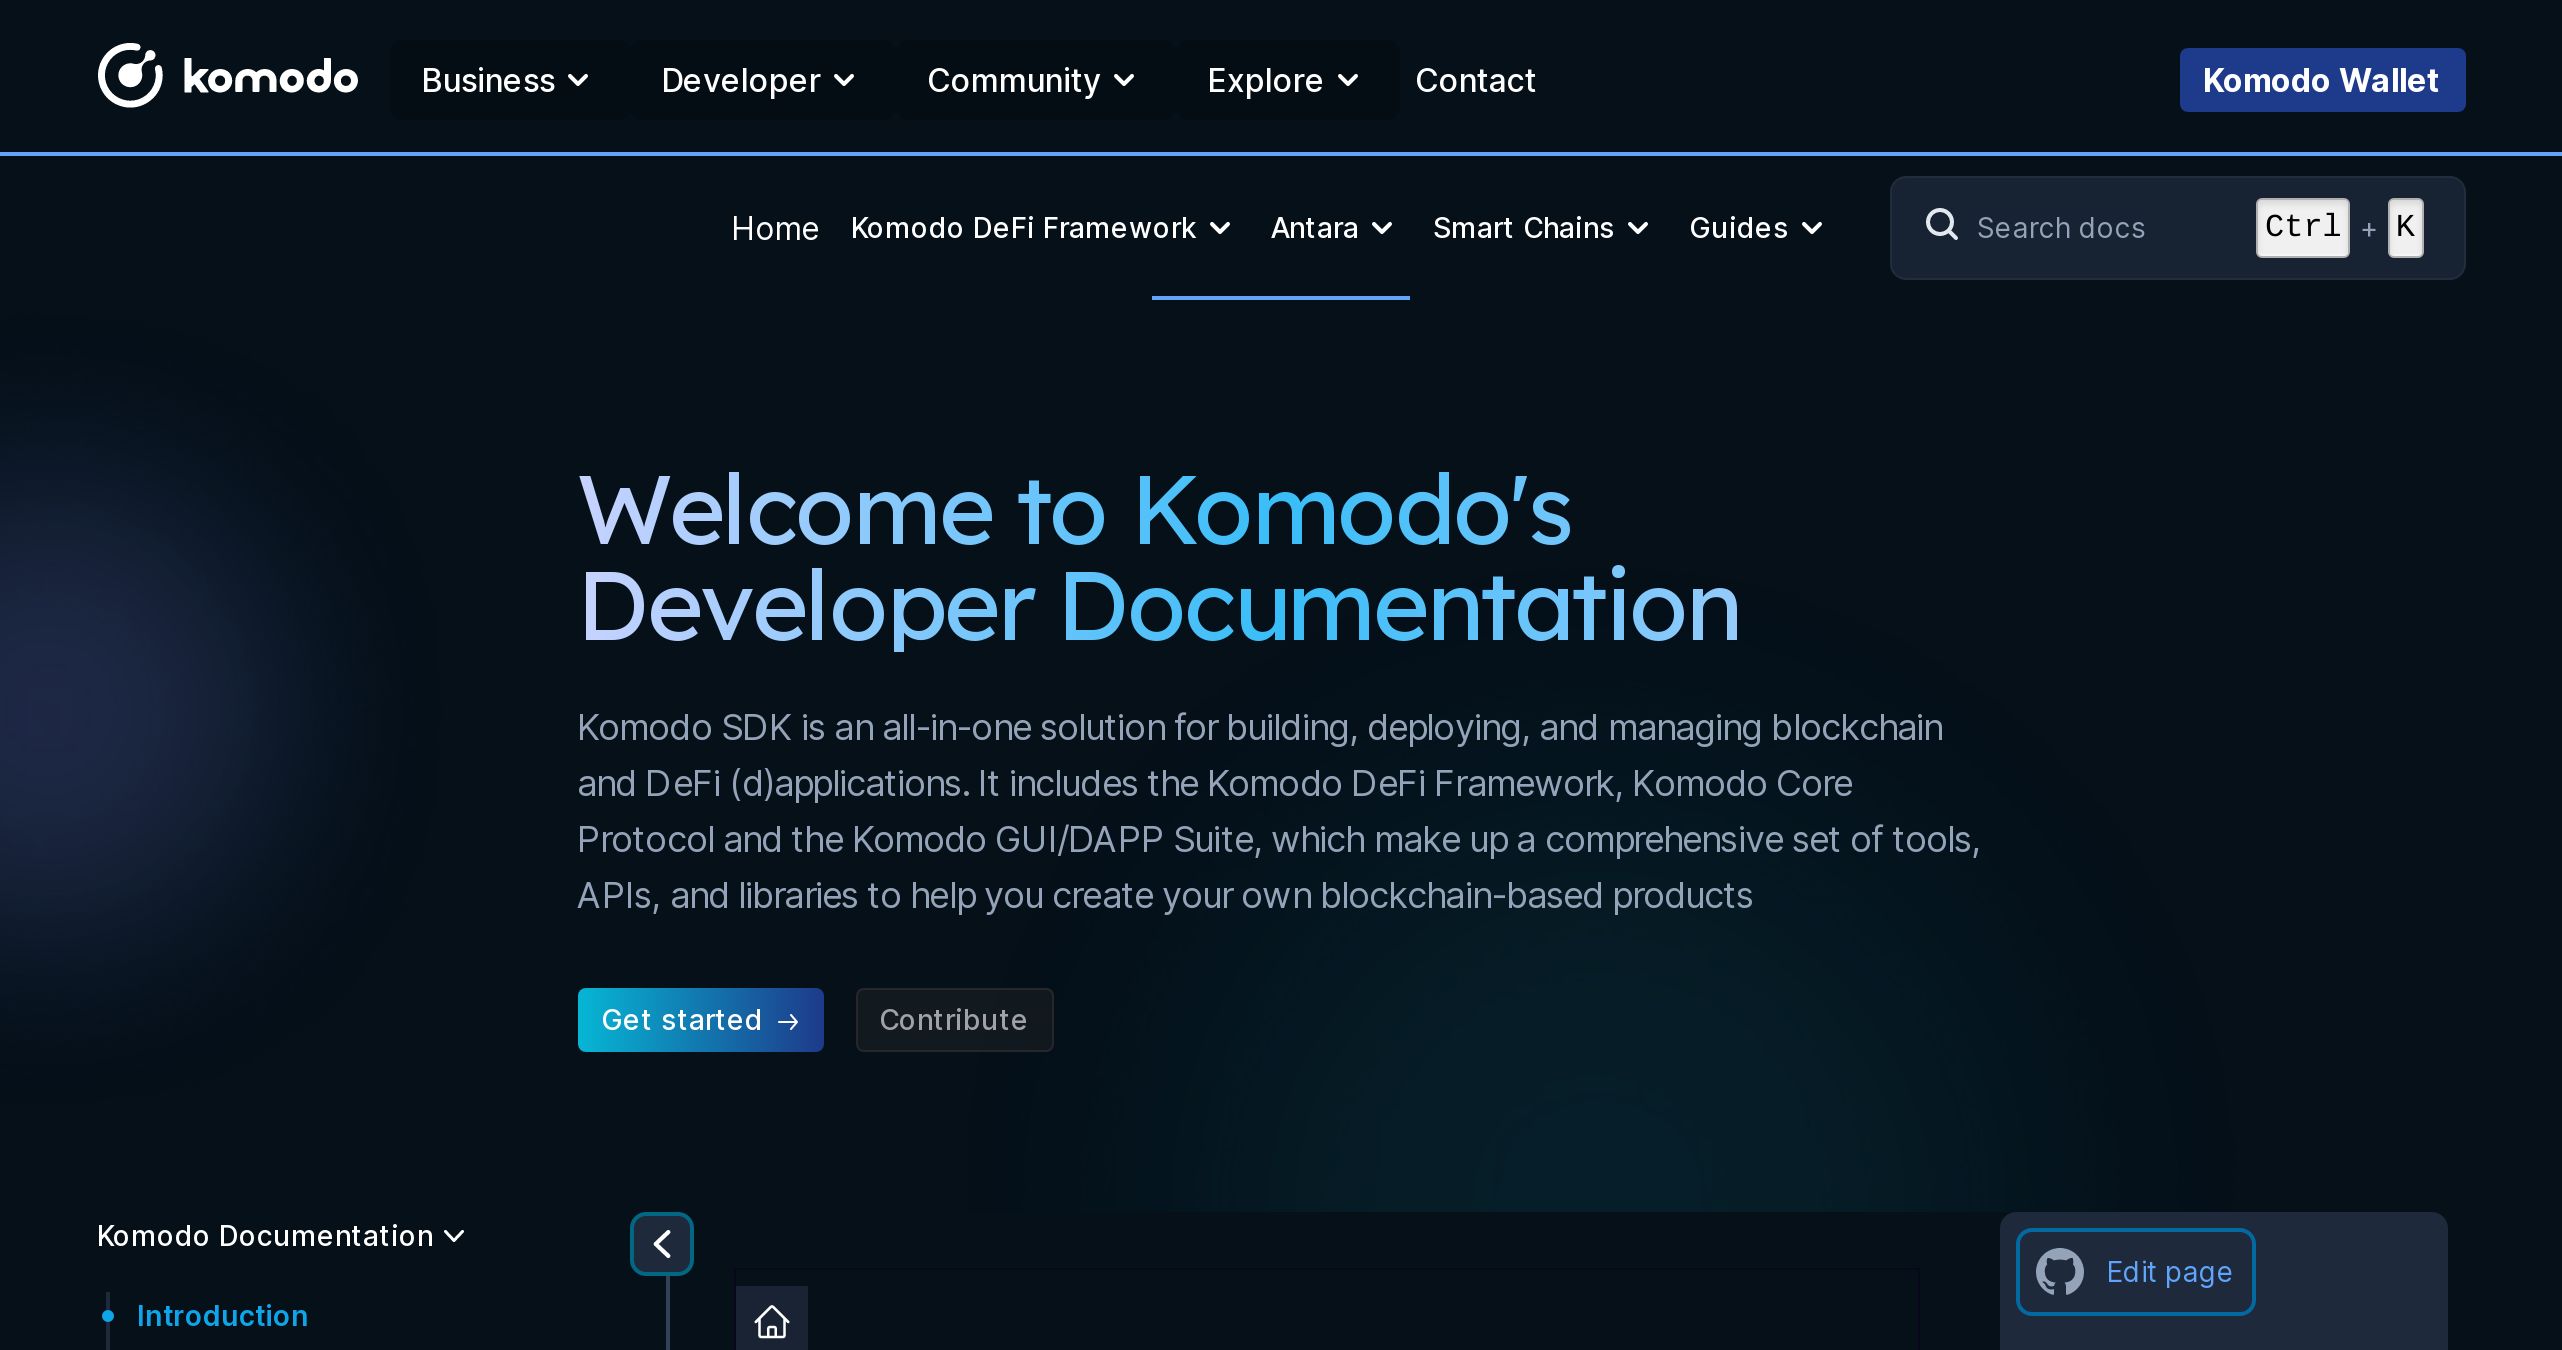 komodo Business Developer Community Explore Contact Komodo Wallet
Home Komodo DeFi Framework Antara Smart Chains Guides Search docs Ctrl + K
Welcome to Komodo's
Developer Documentation
Komodo SDK is an all-in-one solution for building, deploying, and managing blockchain
and DeFi (d)applications. It includes the Komodo DeFi Framework, Komodo Core
Protocol and the Komodo GUI/DAPP Suite, which make up a comprehensive set of tools,
APIs, and libraries to help you create your own blockchain-based products
Get started → Contribute
Komodo Documentation
Edit page
Introduction